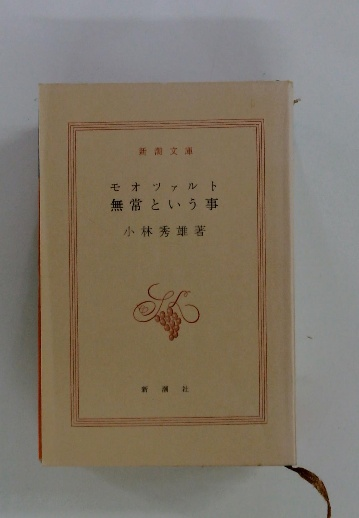 新潮文庫
モオツァルト
無常という事
小林秀雄著
新潮社